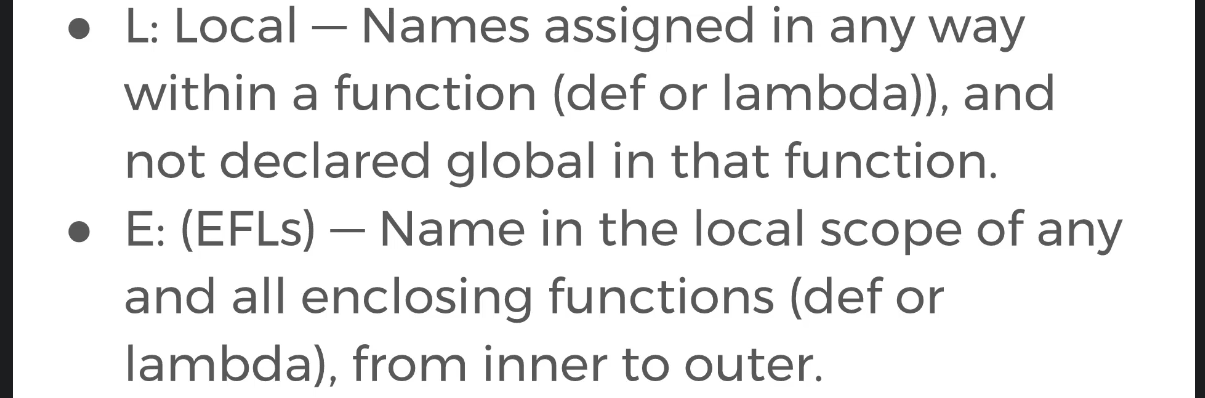 ● L: Local — Names assigned in any way
within a function (def or lambda)), and
not declared global in that function.
● E: (EFLs) — Name in the local scope of any
and all enclosing functions (def or
lambda), from inner to outer.